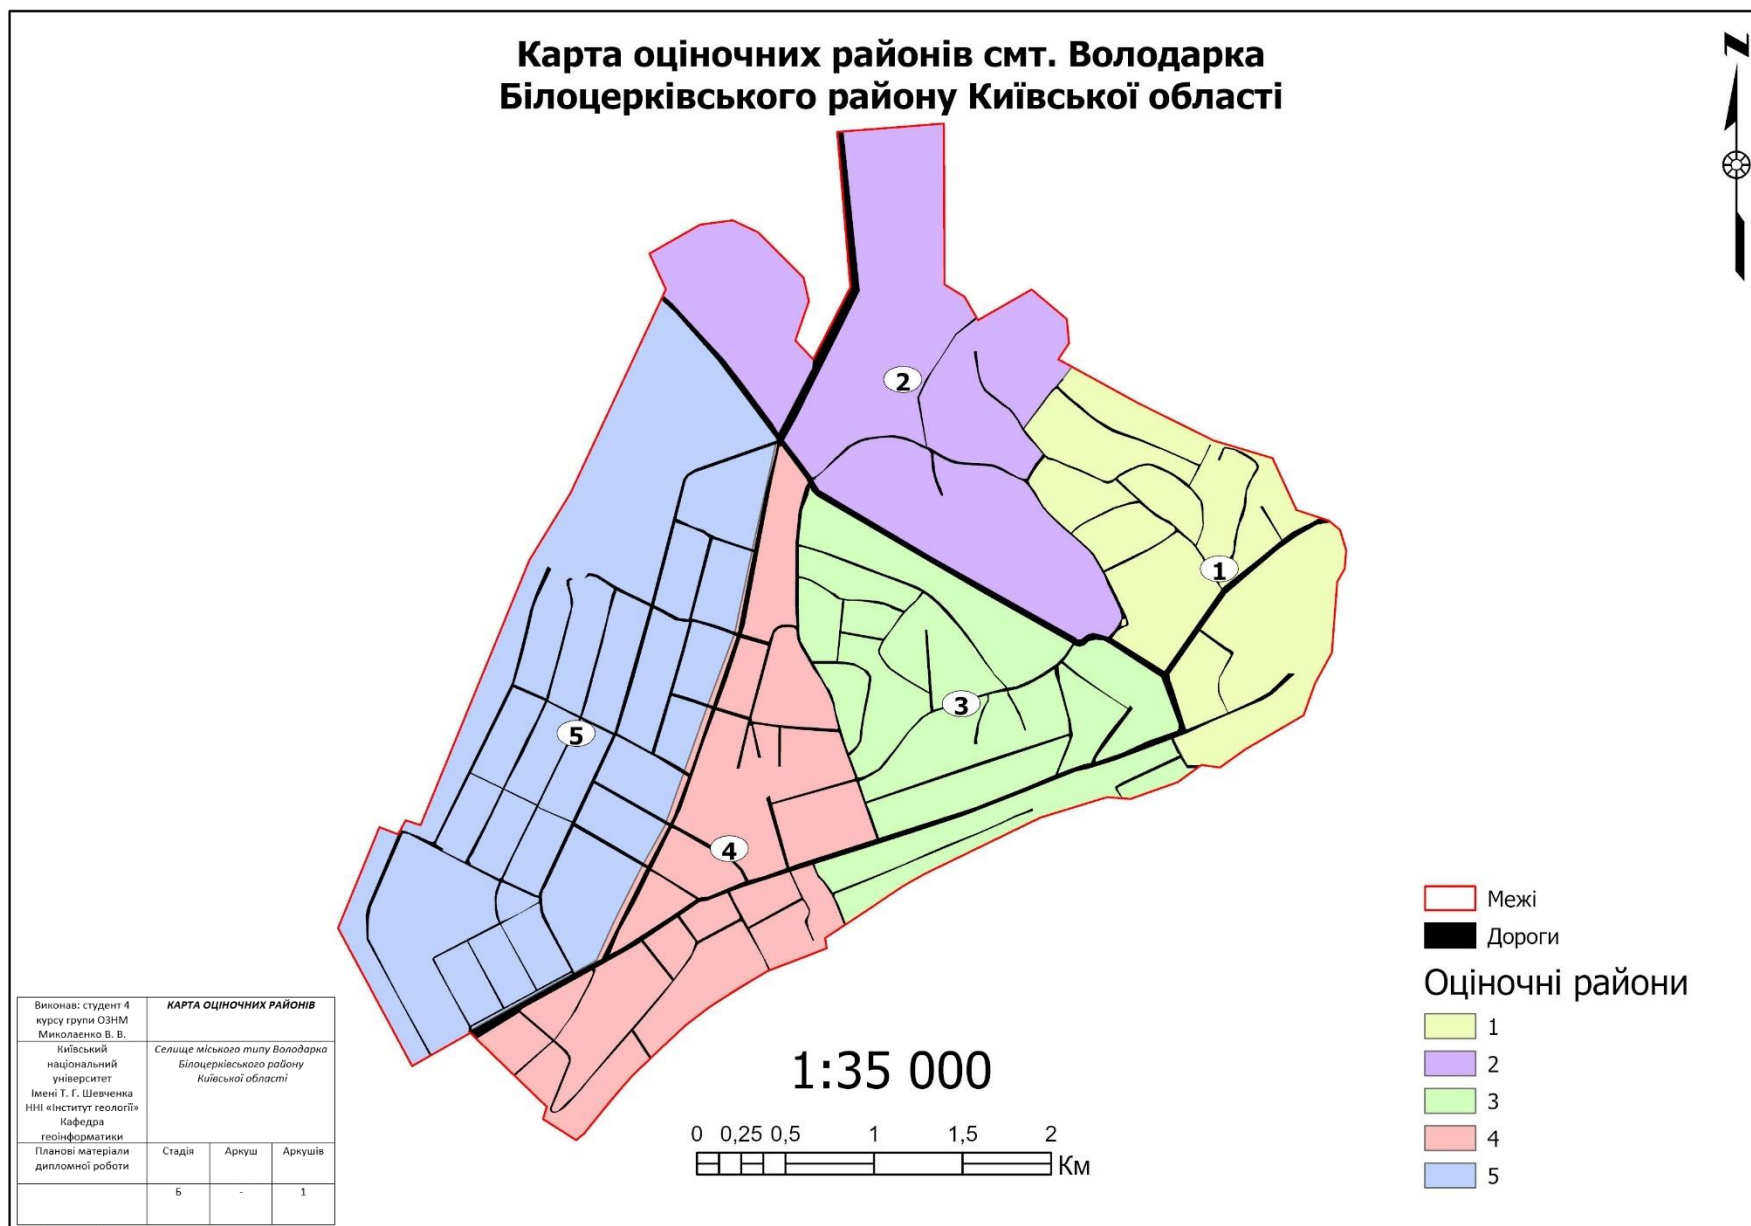 Карта оціночних районів смт. Володарка
Білоцерківського району Київської області
N
2
1
3
5
4
Межі
Дороги
Оціночні райони
1
2
3
4
5
1:35 000
0 0,25 0,5 1 1,5 2
Км
Виконав: студент 4
курсу групи ОЗНМ
Миколаєнко В. В.
КАРТА ОЦІНОЧНИХ РАЙОНІВ
Київський
національний
університет
Імені Т. Г. Шевченка
ННІ «Інститут геології»
Кафедра
геоінформатики
Селище міського типу Володарка
Білоцерківського району
Київської області
Планові матеріали
дипломної роботи
Стадія Аркуш Аркушів
Б - 1